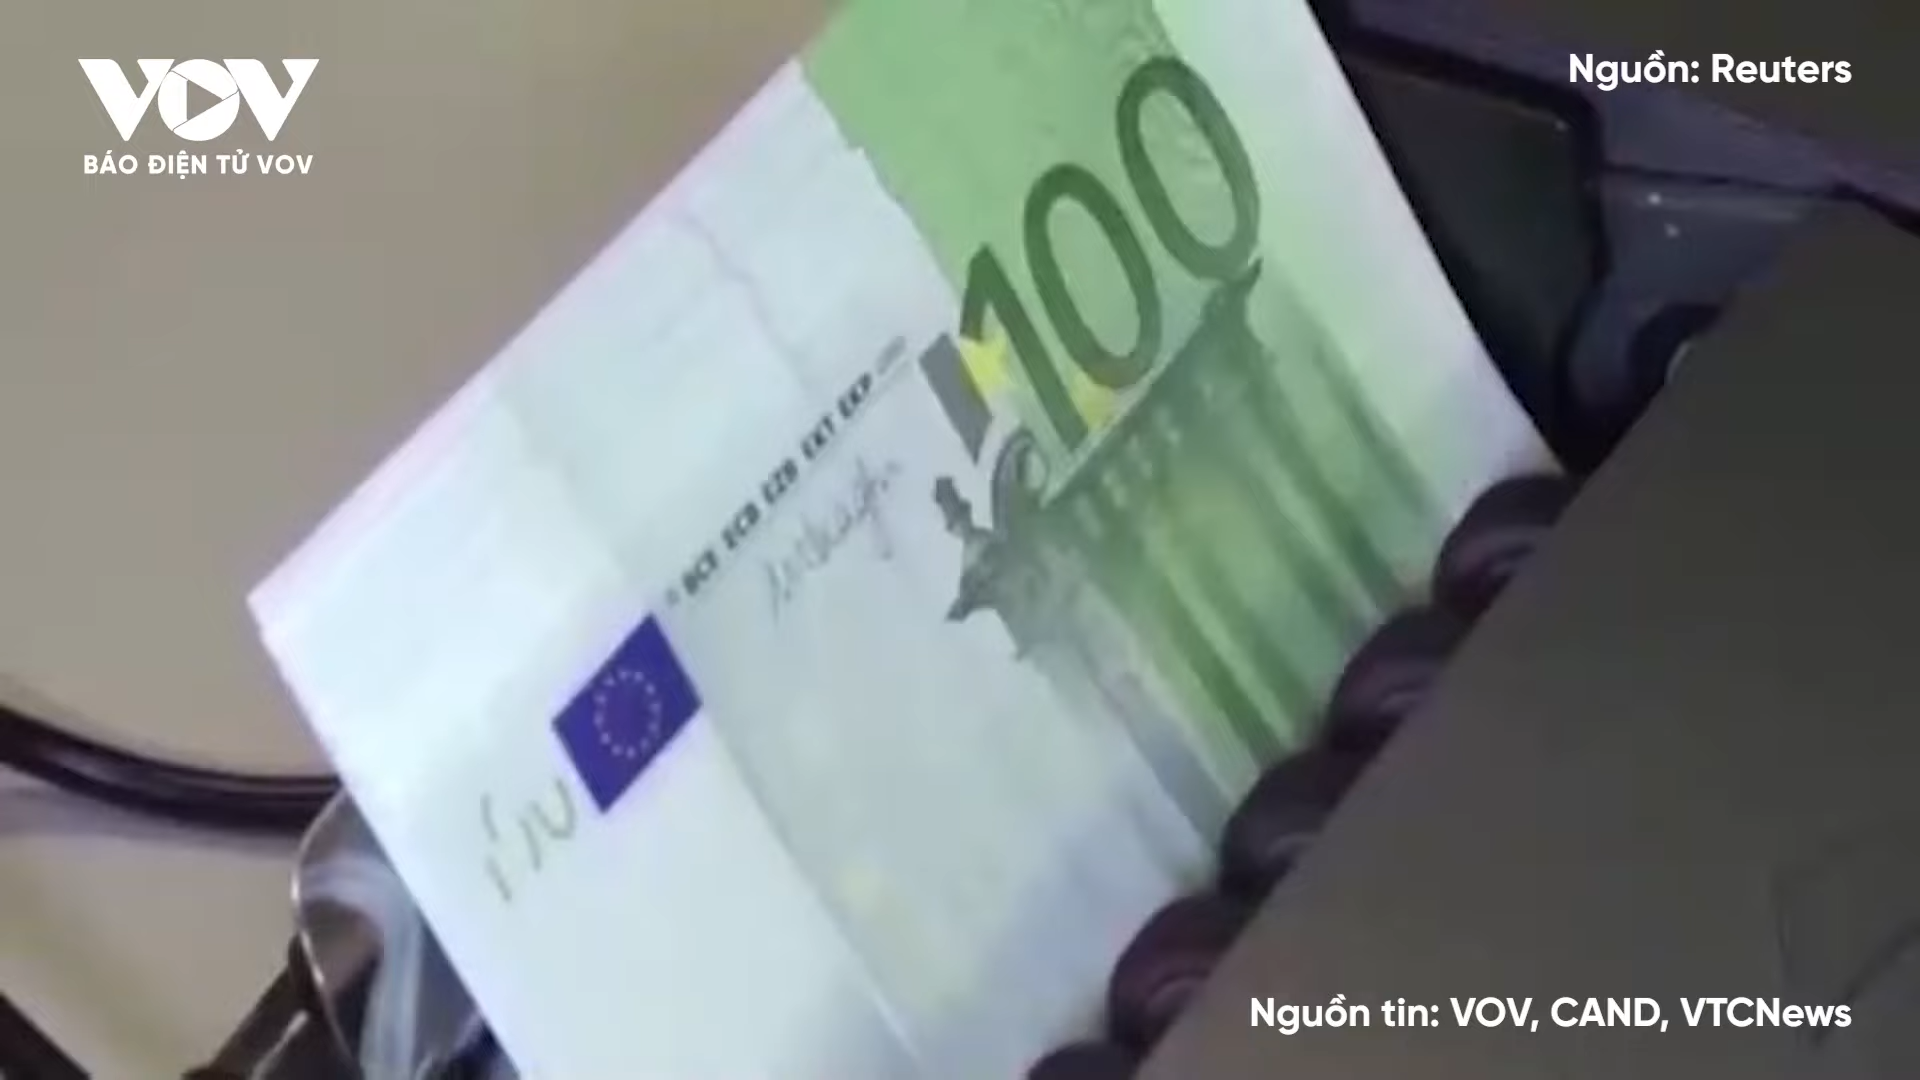 VOV
BÁO ĐIỆN TỬ VOV
Nguồn: Reuters
100
BCE ECB EZB EKT EKP
Nguồn tin: VOV, CAND, VTCNews